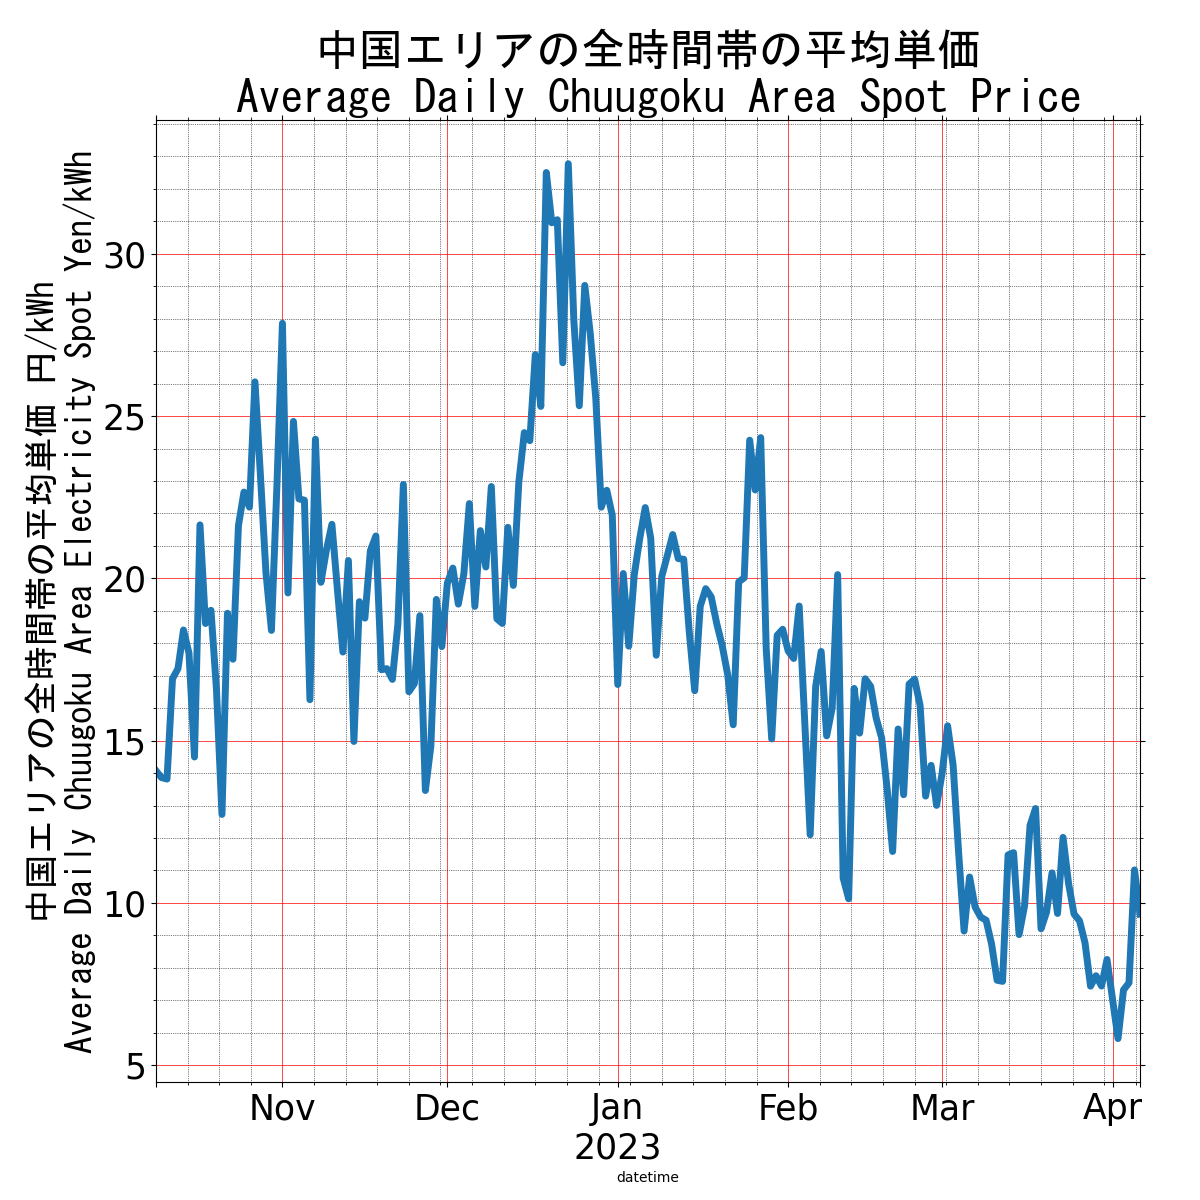 中国エリアの全時間帯の平均単価
Average Daily Chuugoku Area Spot Price
中国エリアの全時間帯の平均単価 円/kWh
Average Daily Chuugoku Area Electricity Spot Yen/kWh
30
25
20
15
10
5
Nov
Dec
Jan
Feb
Mar
Apr
2023
datetime